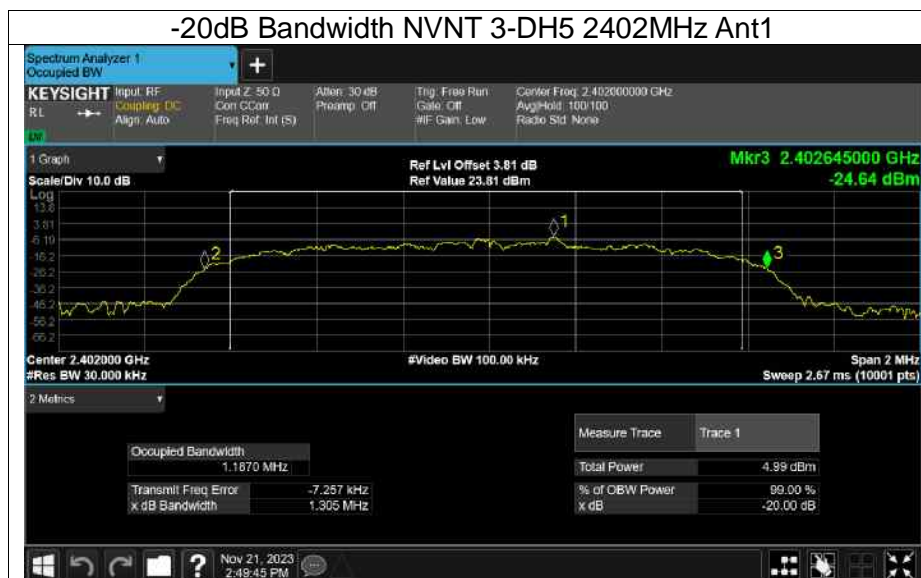 -20dB Bandwidth NVNT 3-DH5 2402MHz Ant1
Spectrum Analyzer 1
Occupied BW
+
KEYSIGHT
RL
Input: RF
Coupling: DC
Align: Auto
Input Z: 50 Ω
Corr CCorr
Freq Ref: Int (S)
Atten: 30 dB
Preamp: Off
Trig: Free Run
Gate: Off
#IF Gain: Low
Center Freq: 2.402000000 GHz
Avg|Hold: 100/100
Radio Std: None
1 Graph
Scale/Div 10.0 dB
Ref Lvl Offset 3.81 dB
Ref Value 23.81 dBm
Mkr3 2.402645000 GHz
-24.64 dBm
Log
13.8
3.81
-6.19
-16.2
-26.2
-36.2
-46.2
-56.2
-66.2
1
2
3
Center 2.402000 GHz
#Res BW 30.000 kHz
#Video BW 100.00 kHz
Span 2 MHz
Sweep 2.67 ms (10001 pts)
2 Metrics
Occupied Bandwidth
1.1870 MHz
Transmit Freq Error -7.257 kHz
x dB Bandwidth 1.305 MHz
Measure Trace Trace 1
Total Power 4.99 dBm
% of OBW Power 99.00 %
x dB -20.00 dB
?
Nov 21, 2023
2:49:45 PM